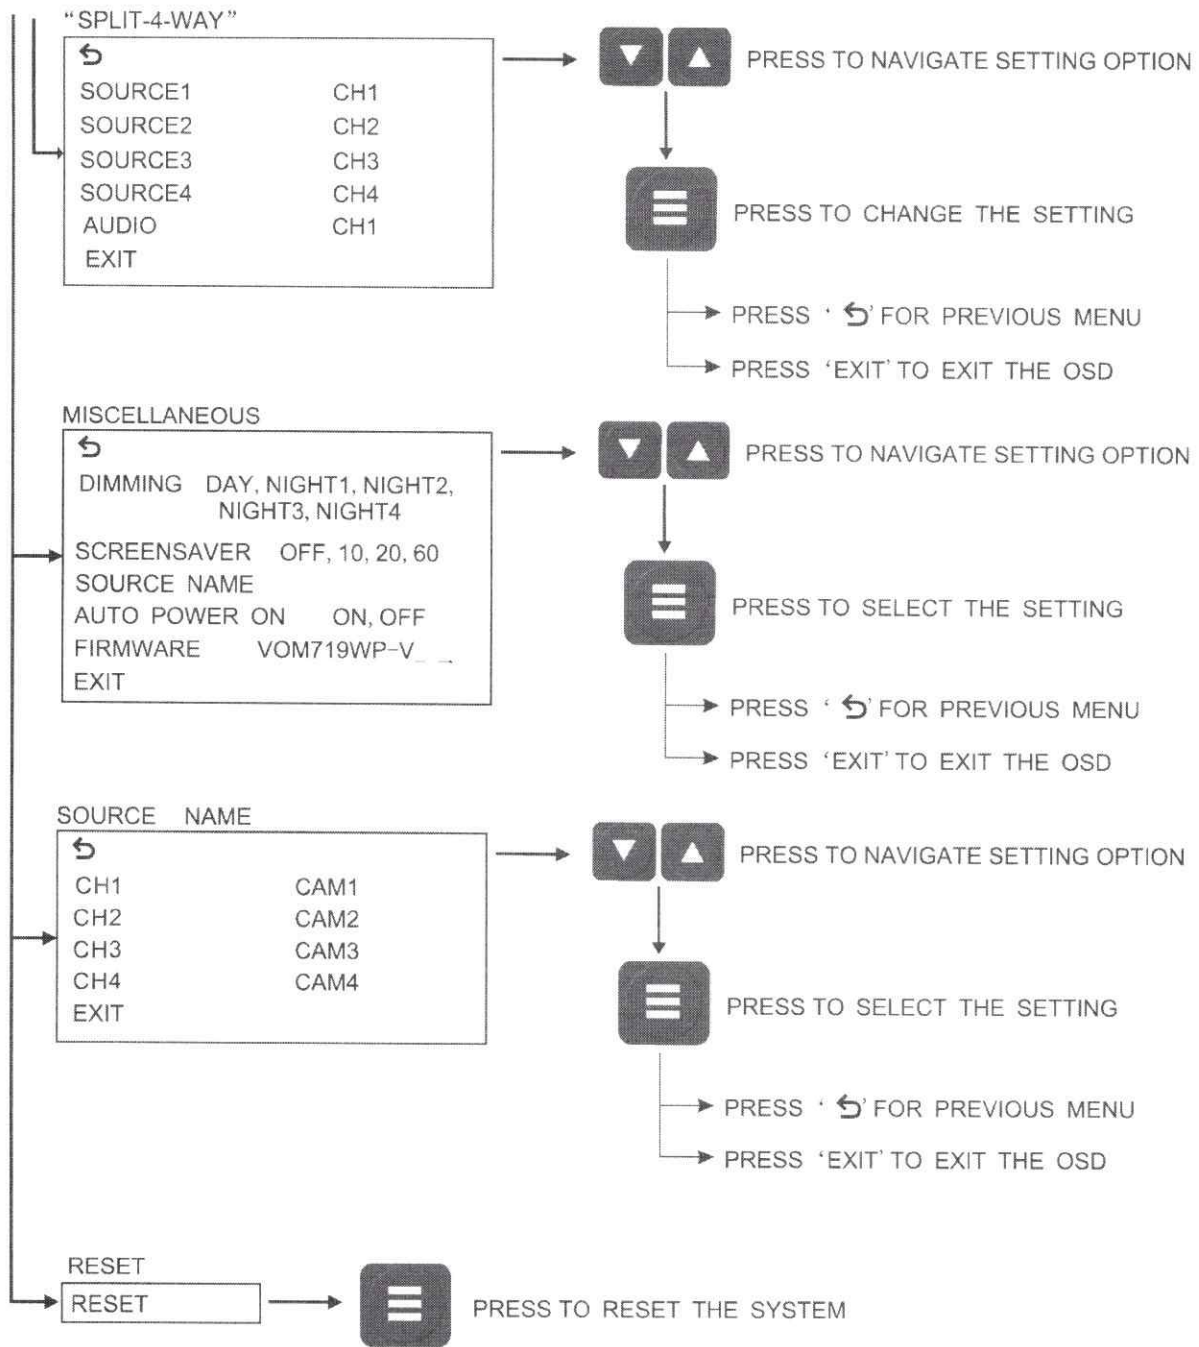 “SPLIT-4-WAY”
SOURCE1 CH1
SOURCE2 CH2
SOURCE3 CH3
SOURCE4 CH4
AUDIO CH1
EXIT
PRESS TO NAVIGATE SETTING OPTION
PRESS TO CHANGE THE SETTING
PRESS ‘ ⮌’ FOR PREVIOUS MENU
PRESS ‘EXIT’ TO EXIT THE OSD
MISCELLANEOUS
DIMMING DAY, NIGHT1, NIGHT2,
NIGHT3, NIGHT4
SCREENSAVER OFF, 10, 20, 60
SOURCE NAME
AUTO POWER ON ON, OFF
FIRMWARE VOM719WP-V_ _
EXIT
PRESS TO NAVIGATE SETTING OPTION
PRESS TO SELECT THE SETTING
PRESS ‘ ⮌’ FOR PREVIOUS MENU
PRESS ‘EXIT’ TO EXIT THE OSD
SOURCE NAME
CH1 CAM1
CH2 CAM2
CH3 CAM3
CH4 CAM4
EXIT
PRESS TO NAVIGATE SETTING OPTION
PRESS TO SELECT THE SETTING
PRESS ‘ ⮌’ FOR PREVIOUS MENU
PRESS ‘EXIT’ TO EXIT THE OSD
RESET
RESET
PRESS TO RESET THE SYSTEM